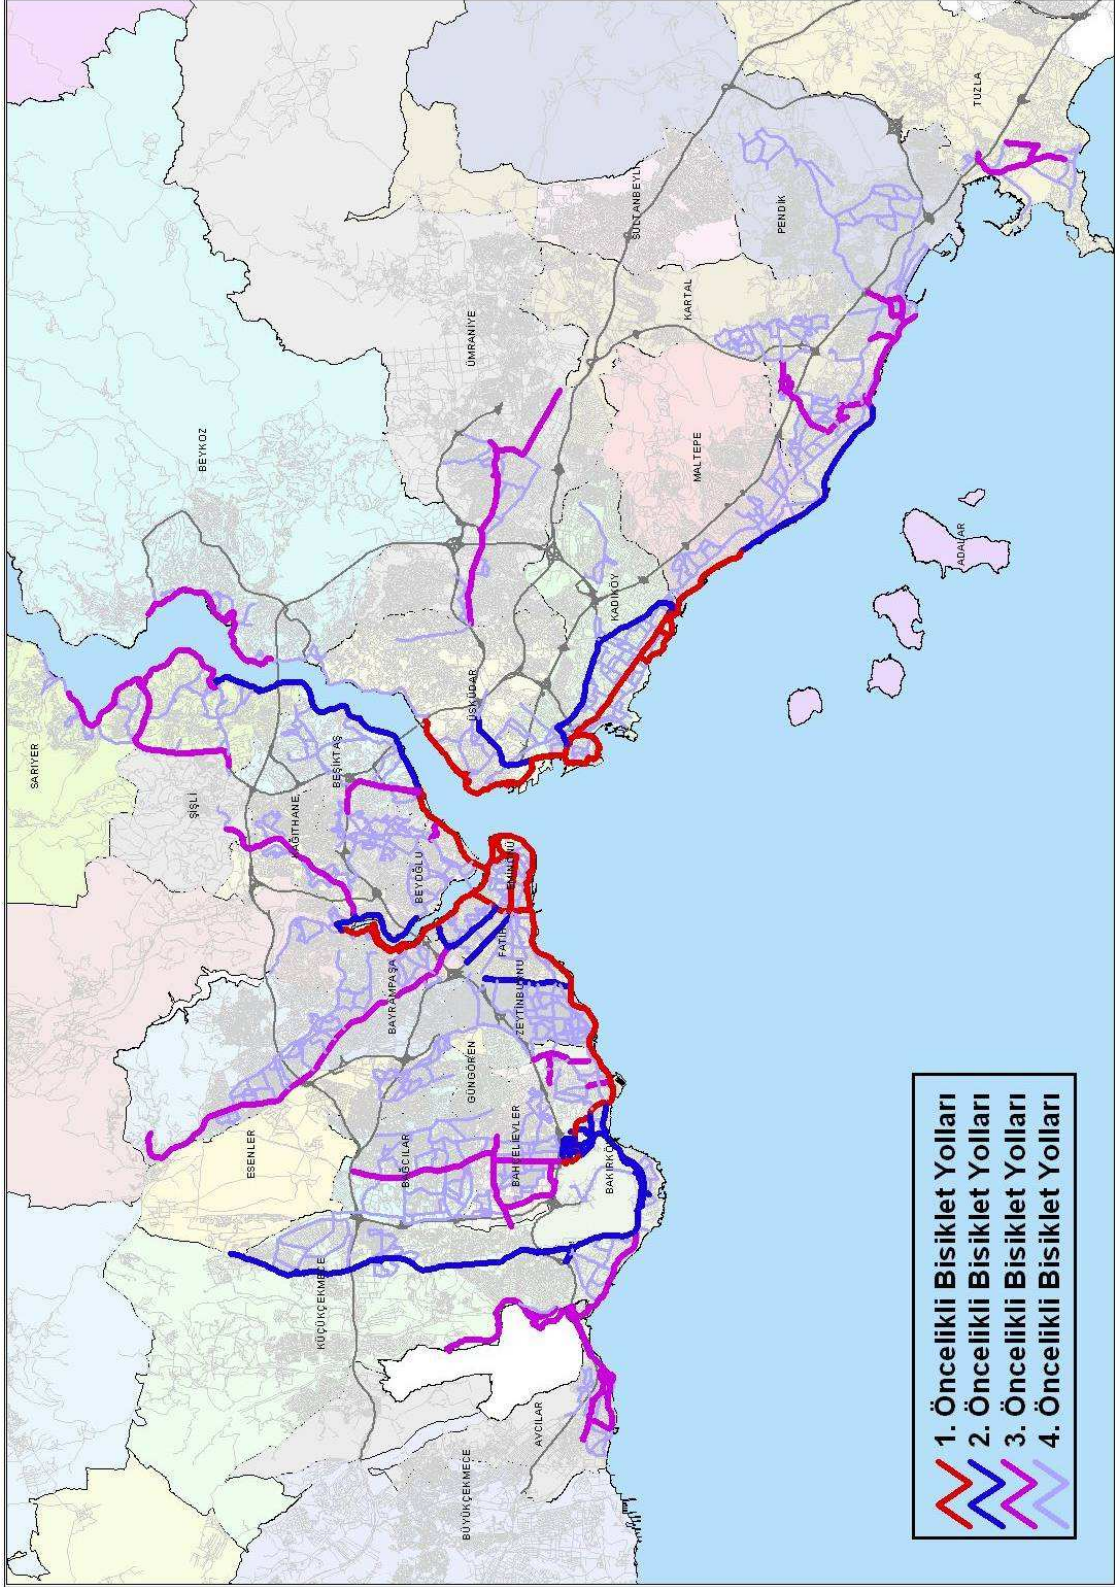 SARIYER
BEYKOZ
ŞİŞLİ
KAĞITHANE
BEŞİKTAŞ
ÜMRANİYE
SULTANBEYLİ
TUZLA
PENDİK
KARTAL
MALTEPE
ÜSKÜDAR
KADIKÖY
BEYOĞLU
EMİNÖNÜ
FATİH
BAYRAMPAŞA
ZEYTİNBURNU
GÜNGÖREN
ESENLER
BAĞCILAR
BAHÇELİEVLER
BAKIRKÖY
KÜÇÜKÇEKMECE
AVCILAR
BÜYÜKÇEKMECE
ADALAR
1. Öncelikli Bisiklet Yolları
2. Öncelikli Bisiklet Yolları
3. Öncelikli Bisiklet Yolları
4. Öncelikli Bisiklet Yolları